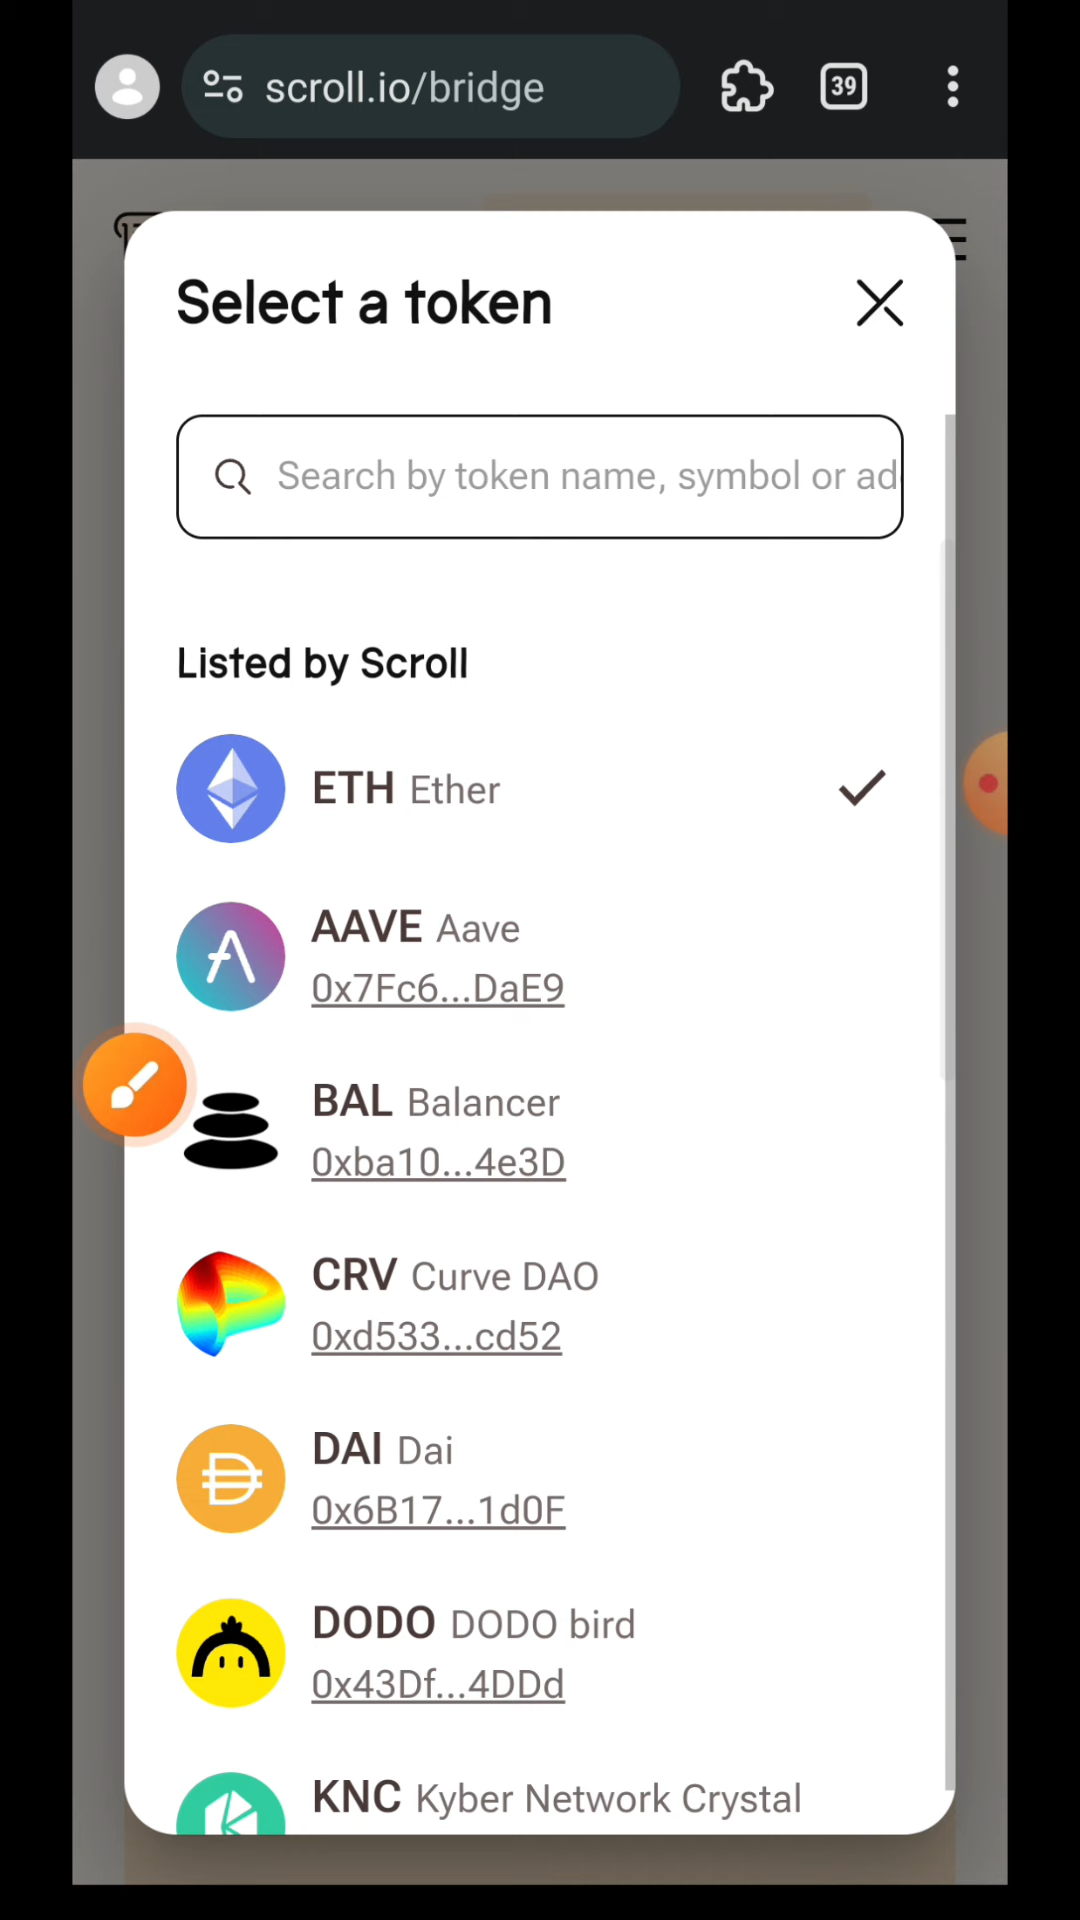 scroll.io/bridge
39
Select a token
Search by token name, symbol or ad
Listed by Scroll
ETH Ether
AAVE Aave
0x7Fc6...DaE9
BAL Balancer
0xba10...4e3D
CRV Curve DAO
0xd533...cd52
DAI Dai
0x6B17...1d0F
DODO DODO bird
0x43Df...4DDd
KNC Kyber Network Crystal